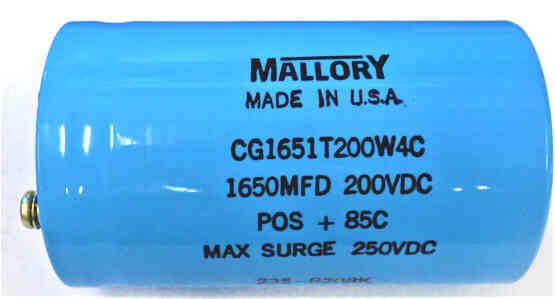 MALLORY
MADE IN U.S.A.
CG1651T200W4C
1650MFD 200VDC
POS + 85C
MAX SURGE 250VDC